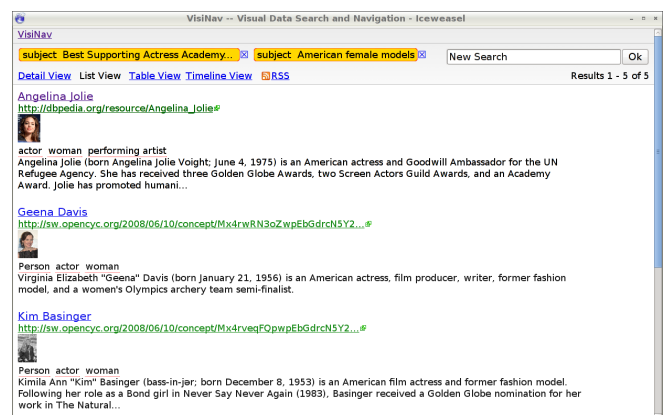 VisiNav -- Visual Data Search and Navigation - Iceweasel
VisiNav
subject Best Supporting Actress Academy... subject American female models New Search Ok
Detail View List View Table View Timeline View RSS Results 1 - 5 of 5
Angelina Jolie
http://dbpedia.org/resource/Angelina_Jolie
actor woman performing artist
Angelina Jolie (born Angelina Jolie Voight; June 4, 1975) is an American actress and Goodwill Ambassador for the UN
Refugee Agency. She has received three Golden Globe Awards, two Screen Actors Guild Awards, and an Academy
Award. Jolie has promoted humani...
Geena Davis
http://sw.opencyc.org/2008/06/10/concept/Mx4rwRN3oZwpEbGdrcN5Y2...
Person actor woman
Virginia Elizabeth "Geena" Davis (born January 21, 1956) is an American actress, film producer, writer, former fashion
model, and a women's Olympics archery team semi-finalist.
Kim Basinger
http://sw.opencyc.org/2008/06/10/concept/Mx4rveqFQpwpEbGdrcN5Y2...
Person actor woman
Kimila Ann "Kim" Basinger (bass-in-jer; born December 8, 1953) is an American film actress and former fashion model.
Following her role as a Bond girl in Never Say Never Again (1983), Basinger received a Golden Globe nomination for her
work in The Natural...